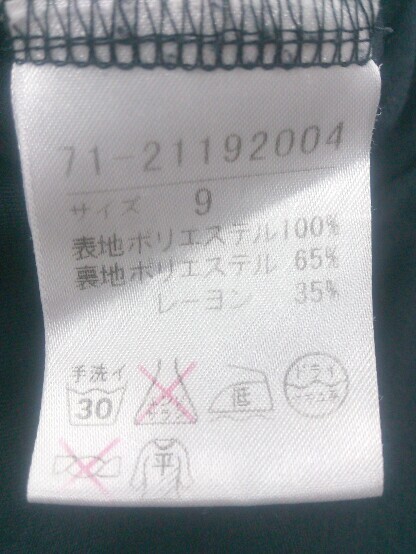 71-21192004
サイズ 9
表地ポリエステル100%
裏地ポリエステル 65%
レーヨン 35%
手洗イ
30
低
ドライ
平